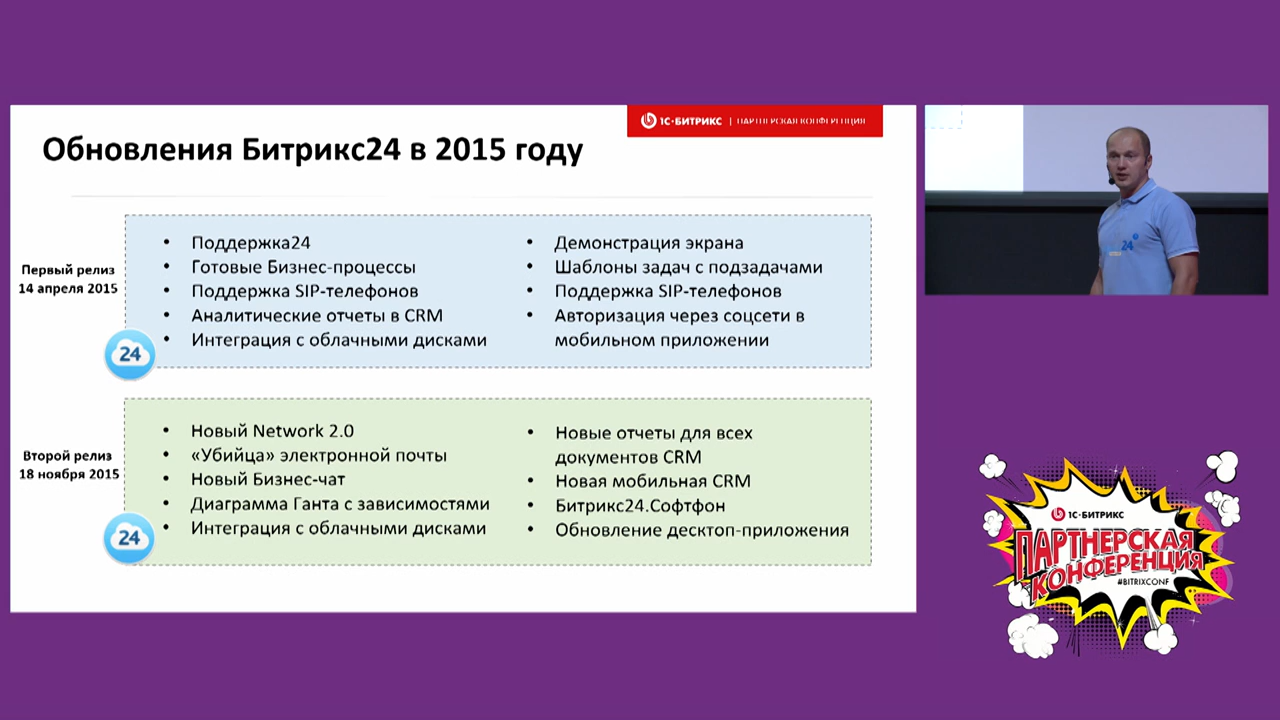 1С-БИТРИКС | ПАРТНЕРСКАЯ КОНФЕРЕНЦИЯ
Обновления Битрикс24 в 2015 году
Первый релиз
14 апреля 2015
• Поддержка24
• Готовые Бизнес-процессы
• Поддержка SIP-телефонов
• Аналитические отчеты в CRM
• Интеграция с облачными дисками
• Демонстрация экрана
• Шаблоны задач с подзадачами
• Поддержка SIP-телефонов
• Авторизация через соцсети в
мобильном приложении
24
Второй релиз
18 ноября 2015
• Новый Network 2.0
• «Убийца» электронной почты
• Новый Бизнес-чат
• Диаграмма Ганта с зависимостями
• Интеграция с облачными дисками
• Новые отчеты для всех
документов CRM
• Новая мобильная CRM
• Битрикс24.Софтфон
• Обновление десктоп-приложения
24
24
1С-БИТРИКС
ПАРТНЕРСКАЯ
КОНФЕРЕНЦИЯ
#BITRIXCONF